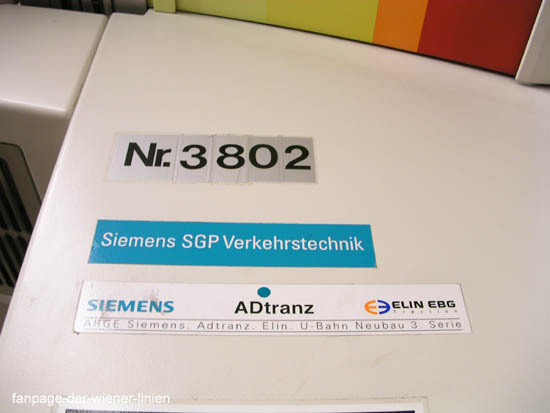 Nr. 3802
Siemens SGP Verkehrstechnik
SIEMENS ADtranz ELIN EBG
Traction
ARGE Siemens. Adtranz. Elin. U-Bahn Neubau 3. Serie
fanpage-der-wiener-linien